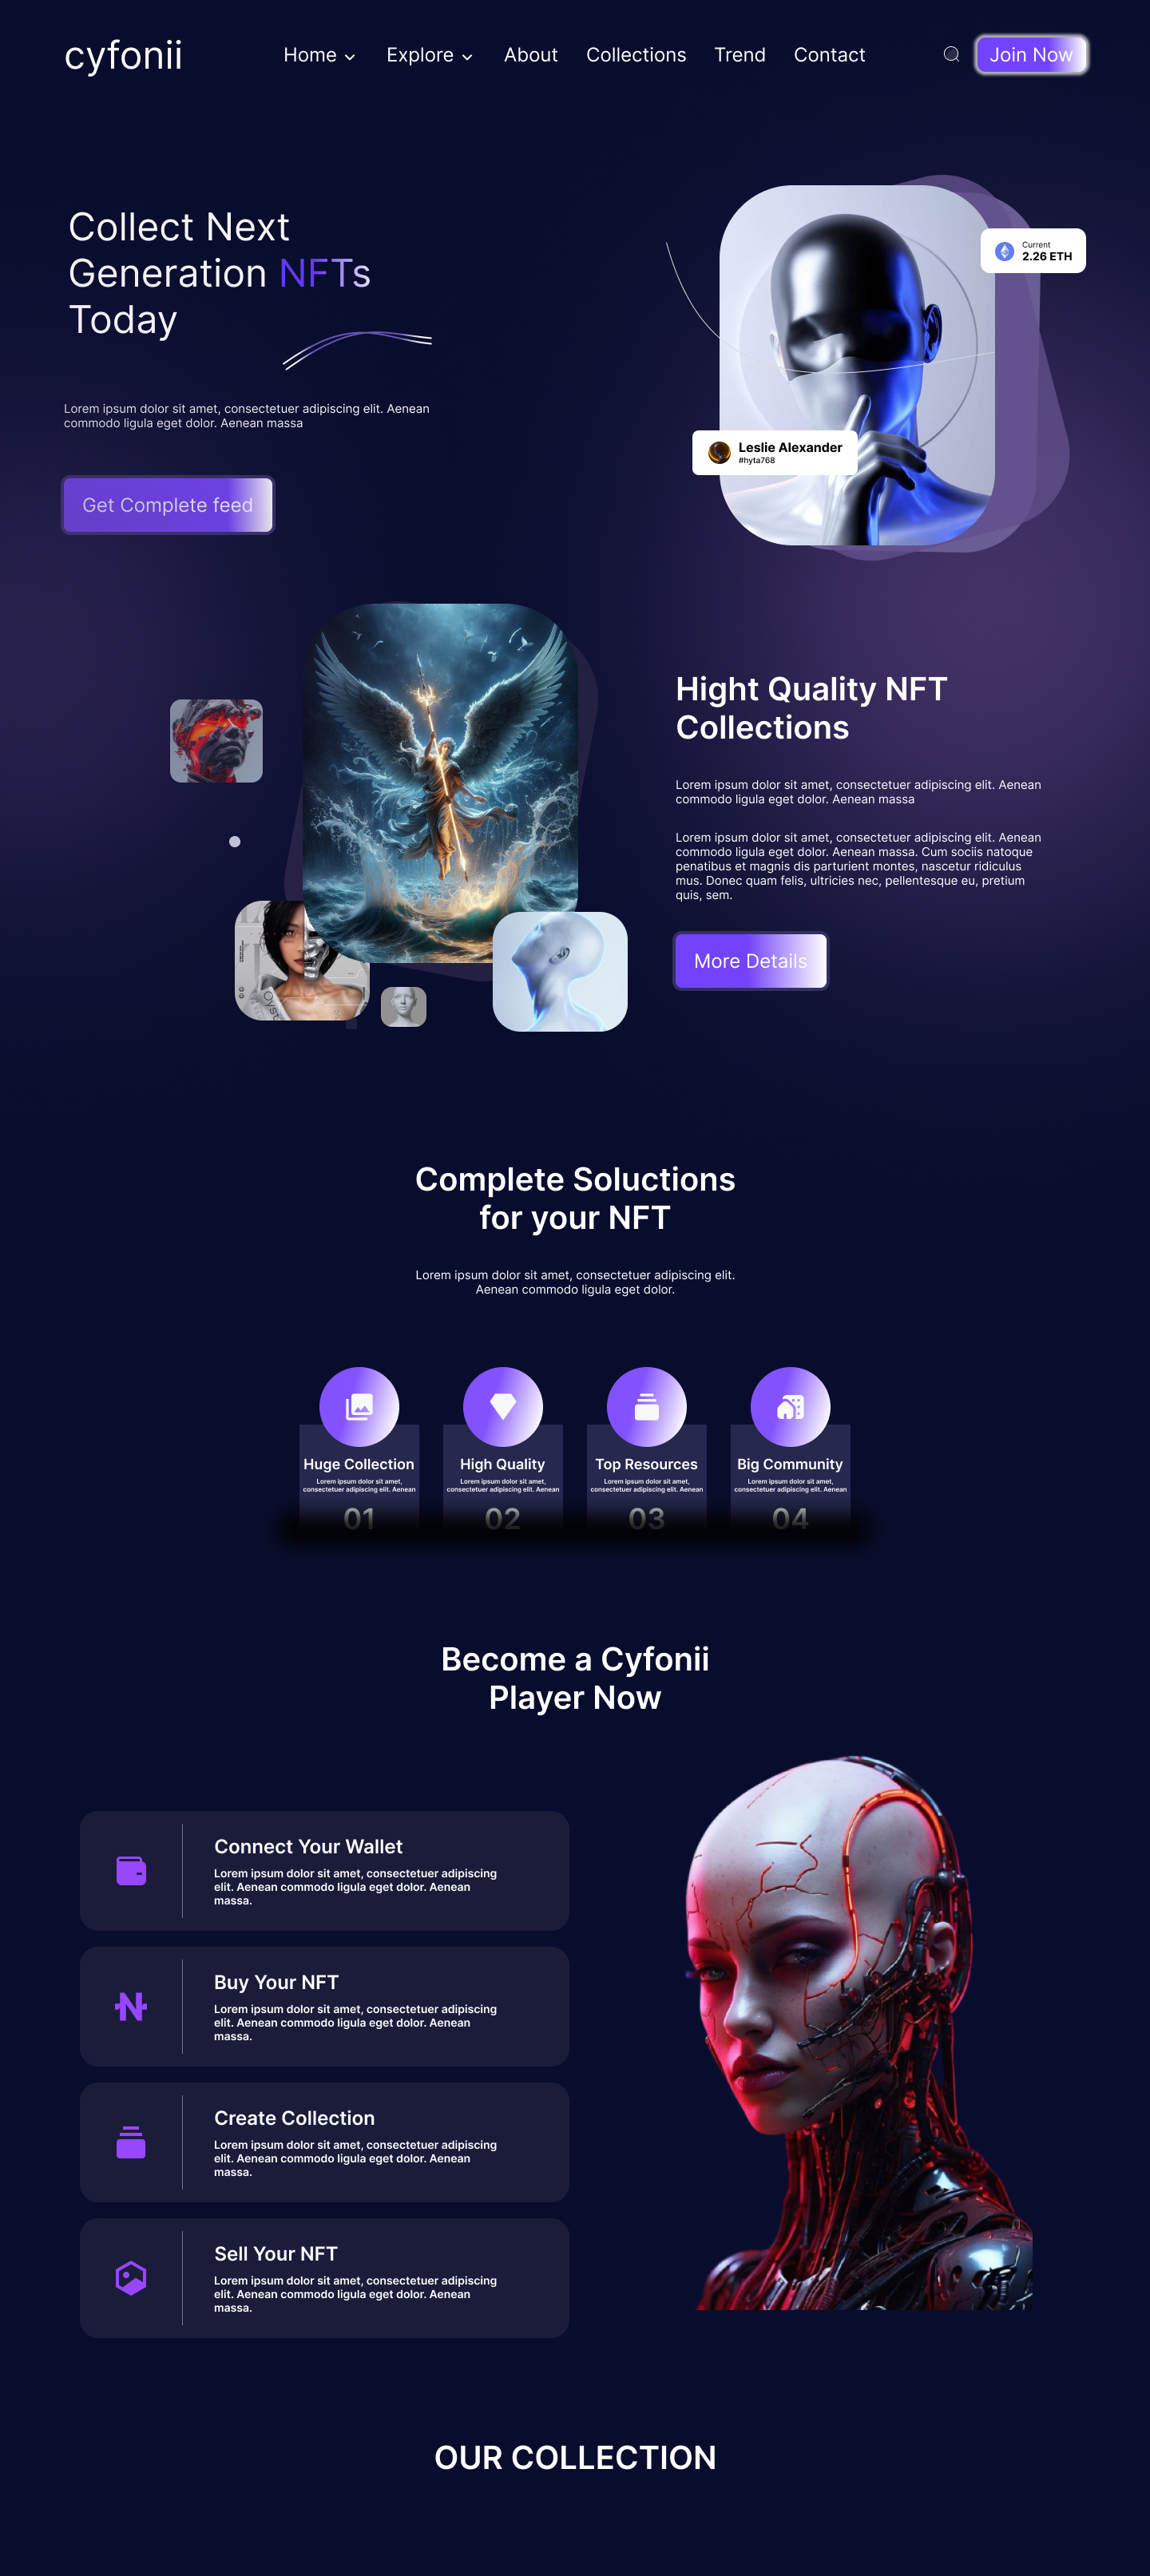 cyfonii
Home
Explore
About
Collections
Trend
Contact
Join Now
Collect Next
Generation NFTs
Today
Lorem ipsum dolor sit amet, consectetuer adipiscing elit. Aenean
commodo ligula eget dolor. Aenean massa
Get Complete feed
Current
2.26 ETH
Leslie Alexander
#hyta768
Hight Quality NFT
Collections
Lorem ipsum dolor sit amet, consectetuer adipiscing elit. Aenean
commodo ligula eget dolor. Aenean massa
Lorem ipsum dolor sit amet, consectetuer adipiscing elit. Aenean
commodo ligula eget dolor. Aenean massa. Cum sociis natoque
penatibus et magnis dis parturient montes, nascetur ridiculus
mus. Donec quam felis, ultricies nec, pellentesque eu, pretium
quis, sem.
More Details
Complete Soluctions
for your NFT
Lorem ipsum dolor sit amet, consectetuer adipiscing elit.
Aenean commodo ligula eget dolor.
Huge Collection
Lorem ipsum dolor sit amet,
consectetuer adipiscing elit. Aenean
01
High Quality
Lorem ipsum dolor sit amet,
consectetuer adipiscing elit. Aenean
02
Top Resources
Lorem ipsum dolor sit amet,
consectetuer adipiscing elit. Aenean
03
Big Community
Lorem ipsum dolor sit amet,
consectetuer adipiscing elit. Aenean
04
Become a Cyfonii
Player Now
Connect Your Wallet
Lorem ipsum dolor sit amet, consectetuer adipiscing
elit. Aenean commodo ligula eget dolor. Aenean
massa.
Buy Your NFT
Lorem ipsum dolor sit amet, consectetuer adipiscing
elit. Aenean commodo ligula eget dolor. Aenean
massa.
Create Collection
Lorem ipsum dolor sit amet, consectetuer adipiscing
elit. Aenean commodo ligula eget dolor. Aenean
massa.
Sell Your NFT
Lorem ipsum dolor sit amet, consectetuer adipiscing
elit. Aenean commodo ligula eget dolor. Aenean
massa.
OUR COLLECTION